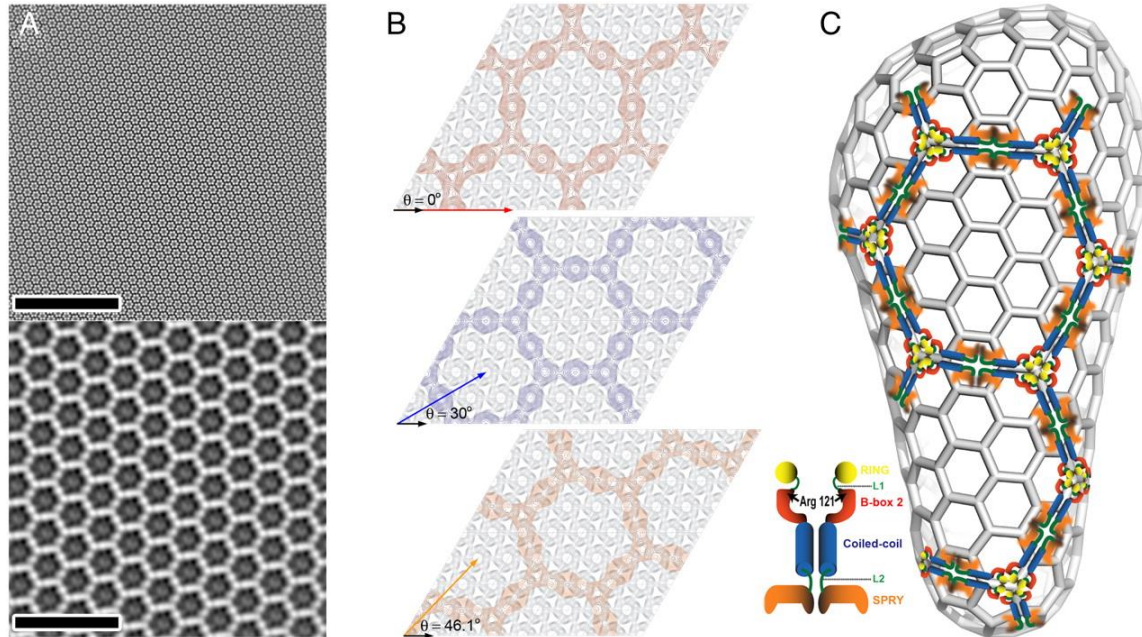 A
B
C
θ = 0°
θ = 30°
θ = 46.1°
RING
L1
Arg 121
B-box 2
Coiled-coil
L2
SPRY